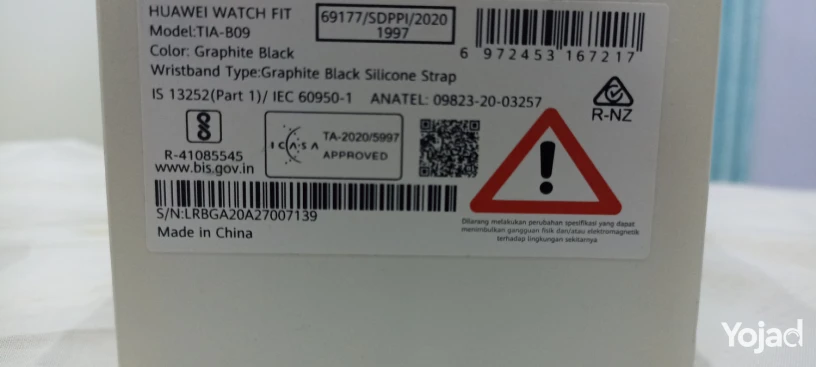 HUAWEI WATCH FIT
Model:TIA-B09
Color: Graphite Black
Wristband Type:Graphite Black Silicone Strap
69177/SDPPI/2020
1997
6 972453 167217
IS 13252(Part 1)/ IEC 60950-1 ANATEL: 09823-20-03257
R-NZ
R-41085545
www.bis.gov.in
ICASA
TA-2020/5997
APPROVED
S/N:LRBGA20A27007139
Made in China
Dilarang melakukan perubahan spesifikasi yang dapat
menimbulkan gangguan fisik dan/atau elektromagnetik
terhadap lingkungan sekitarnya
Yojad